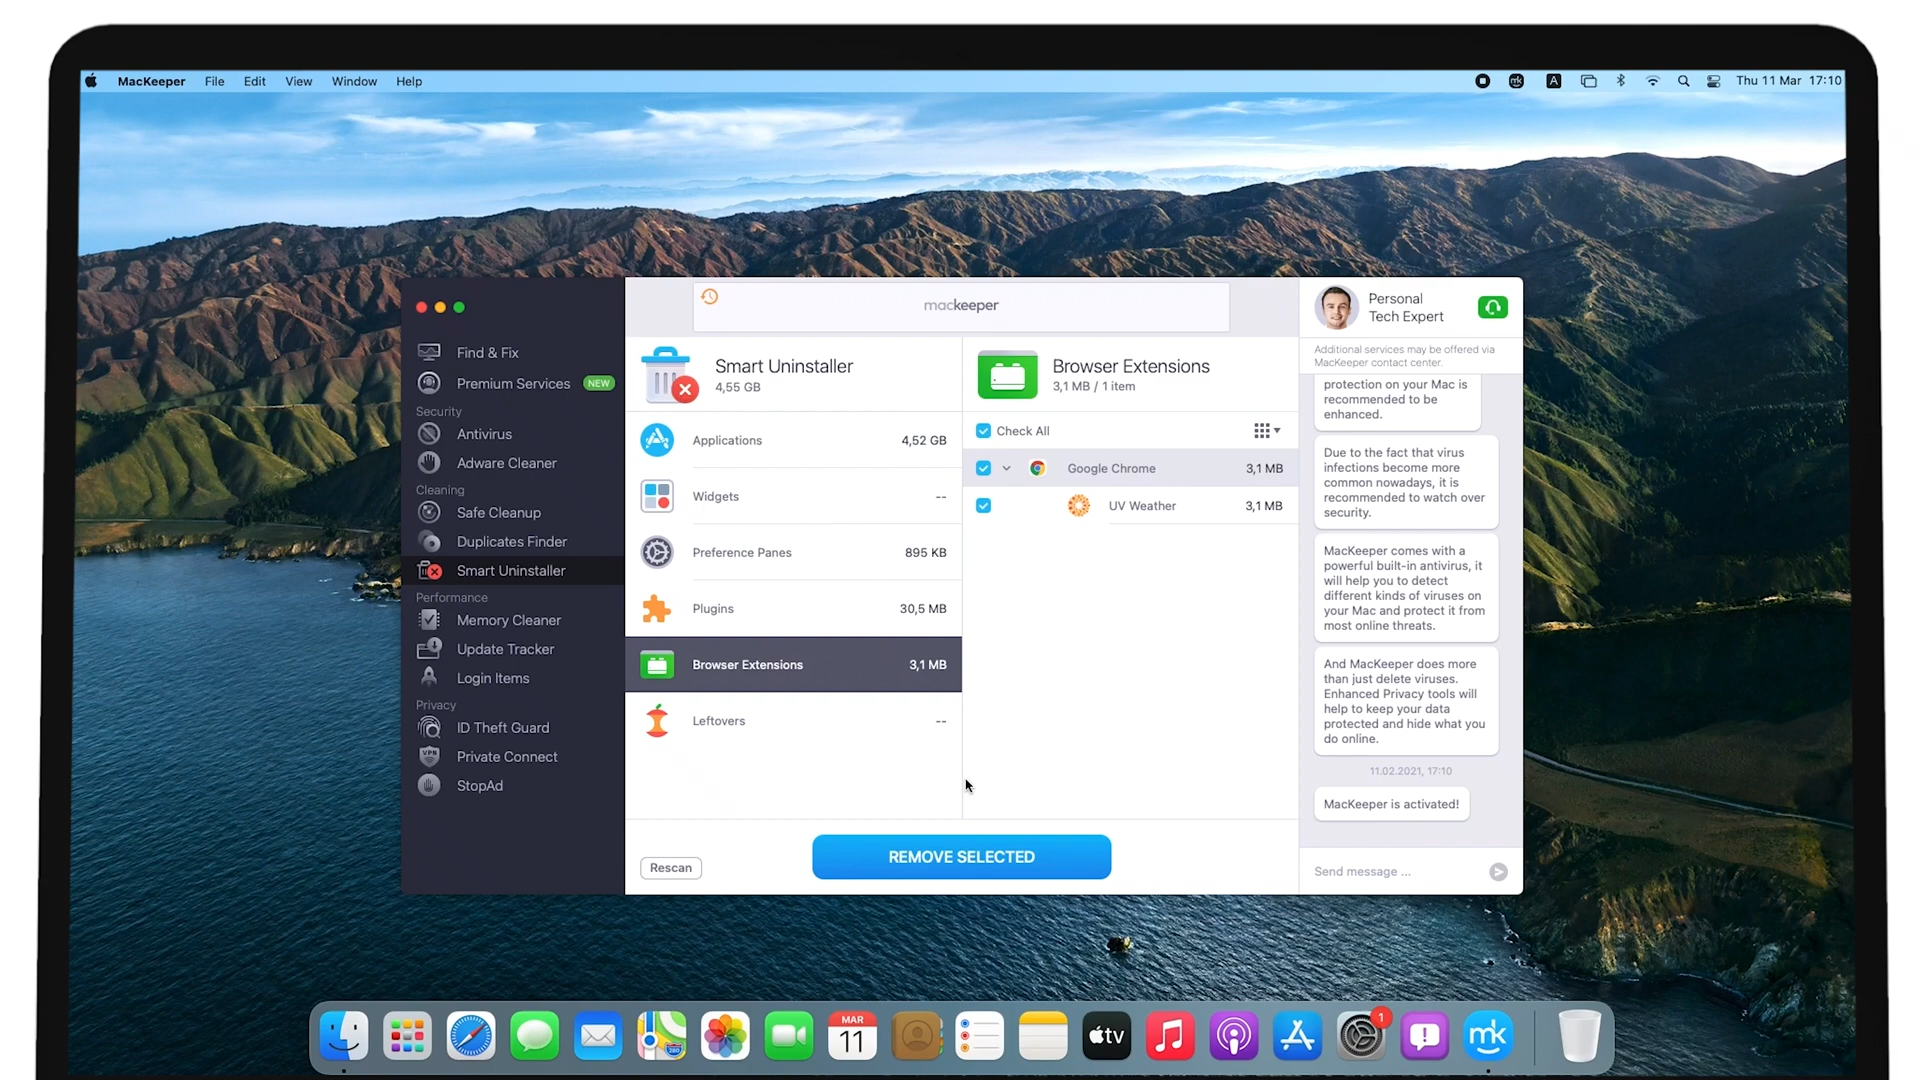 MacKeeper File Edit View Window Help
mk A Thu 11 Mar 17:10
mackeeper
Find & Fix
Premium Services NEW
Security
Antivirus
Adware Cleaner
Cleaning
Safe Cleanup
Duplicates Finder
Smart Uninstaller
Performance
Memory Cleaner
Update Tracker
Login Items
Privacy
ID Theft Guard
VPN
Private Connect
StopAd
Smart Uninstaller
4,55 GB
Applications 4,52 GB
Widgets --
Preference Panes 895 KB
Plugins 30,5 MB
Browser Extensions 3,1 MB
Leftovers --
Rescan
Browser Extensions
3,1 MB / 1 item
Check All
Google Chrome 3,1 MB
UV Weather 3,1 MB
REMOVE SELECTED
Personal
Tech Expert
Additional services may be offered via
MacKeeper contact center.
protection on your Mac is
recommended to be
enhanced.
Due to the fact that virus
infections become more
common nowadays, it is
recommended to watch over
security.
MacKeeper comes with a
powerful built-in antivirus, it
will help you to detect
different kinds of viruses on
your Mac and protect it from
most online threats.
And MacKeeper does more
than just delete viruses.
Enhanced Privacy tools will
help to keep your data
protected and hide what you
do online.
11.02.2021, 17:10
MacKeeper is activated!
Send message ...
280
MAR
11
tv
1
mk